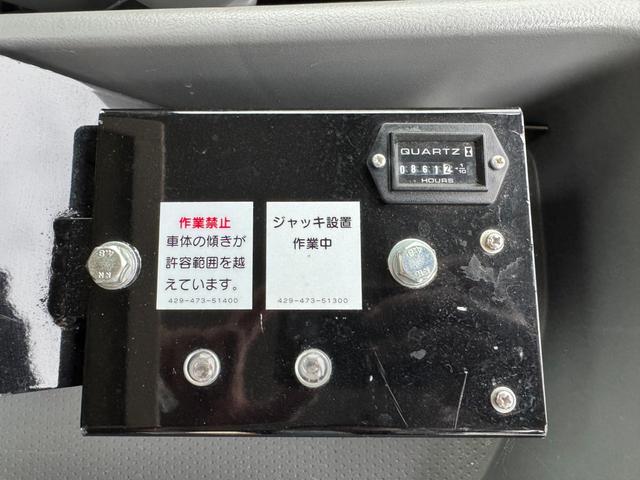 QUARTZ
08612 1/10
HOURS
作業禁止
車体の傾きが
許容範囲を越
えています。
429-473-51400
ジャッキ設置
作業中
429-473-51300